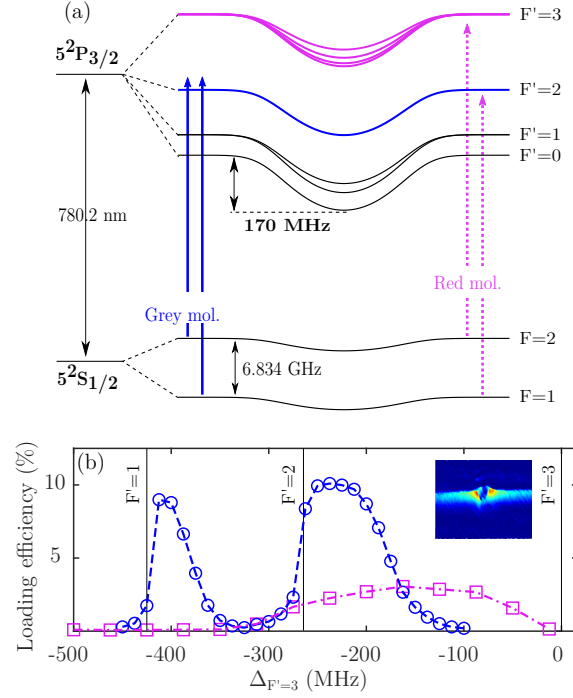 (a)
F'=3
5²P₃/₂
F'=2
F'=1
F'=0
780.2 nm
170 MHz
Grey mol.
Red mol.
F=2
6.834 GHz
5²S₁/₂
F=1
(b)
F'=1
F'=2
F'=3
Loading efficiency (%)
10
5
0
-500 -400 -300 -200 -100 0
Δ_F'=3 (MHz)